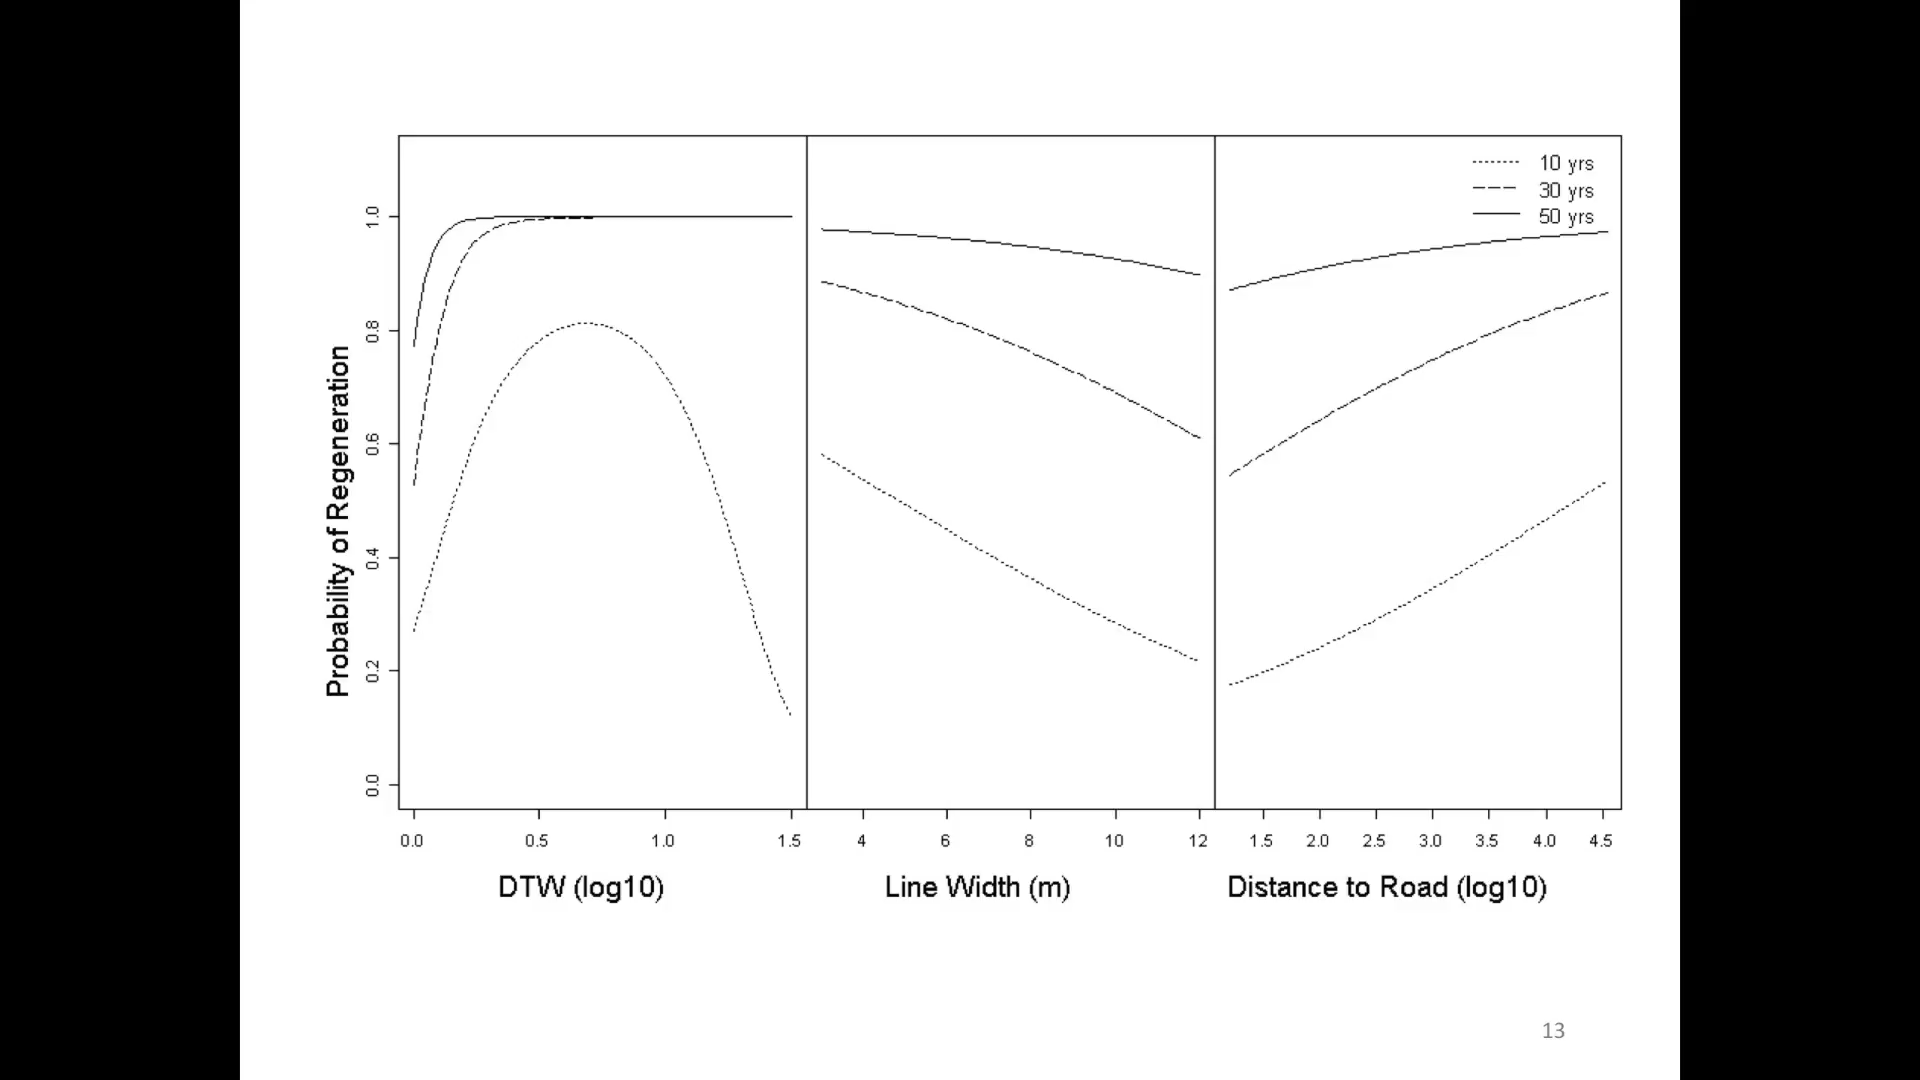 10 yrs
30 yrs
50 yrs
Probability of Regeneration
1.0
0.8
0.6
0.4
0.2
0.0
0.0 0.5 1.0 1.5 4 6 8 10 12 1.5 2.0 2.5 3.0 3.5 4.0 4.5
DTW (log10) Line Width (m) Distance to Road (log10)
13